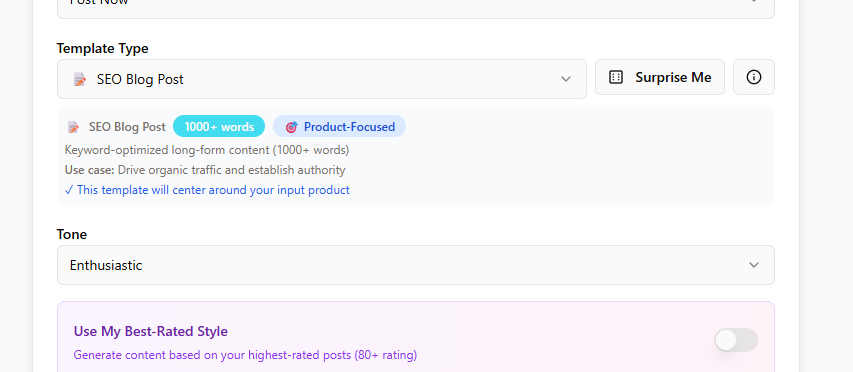 Post Now
Template Type
SEO Blog Post
Surprise Me
SEO Blog Post 1000+ words Product-Focused
Keyword-optimized long-form content (1000+ words)
Use case: Drive organic traffic and establish authority
✓ This template will center around your input product
Tone
Enthusiastic
Use My Best-Rated Style
Generate content based on your highest-rated posts (80+ rating)